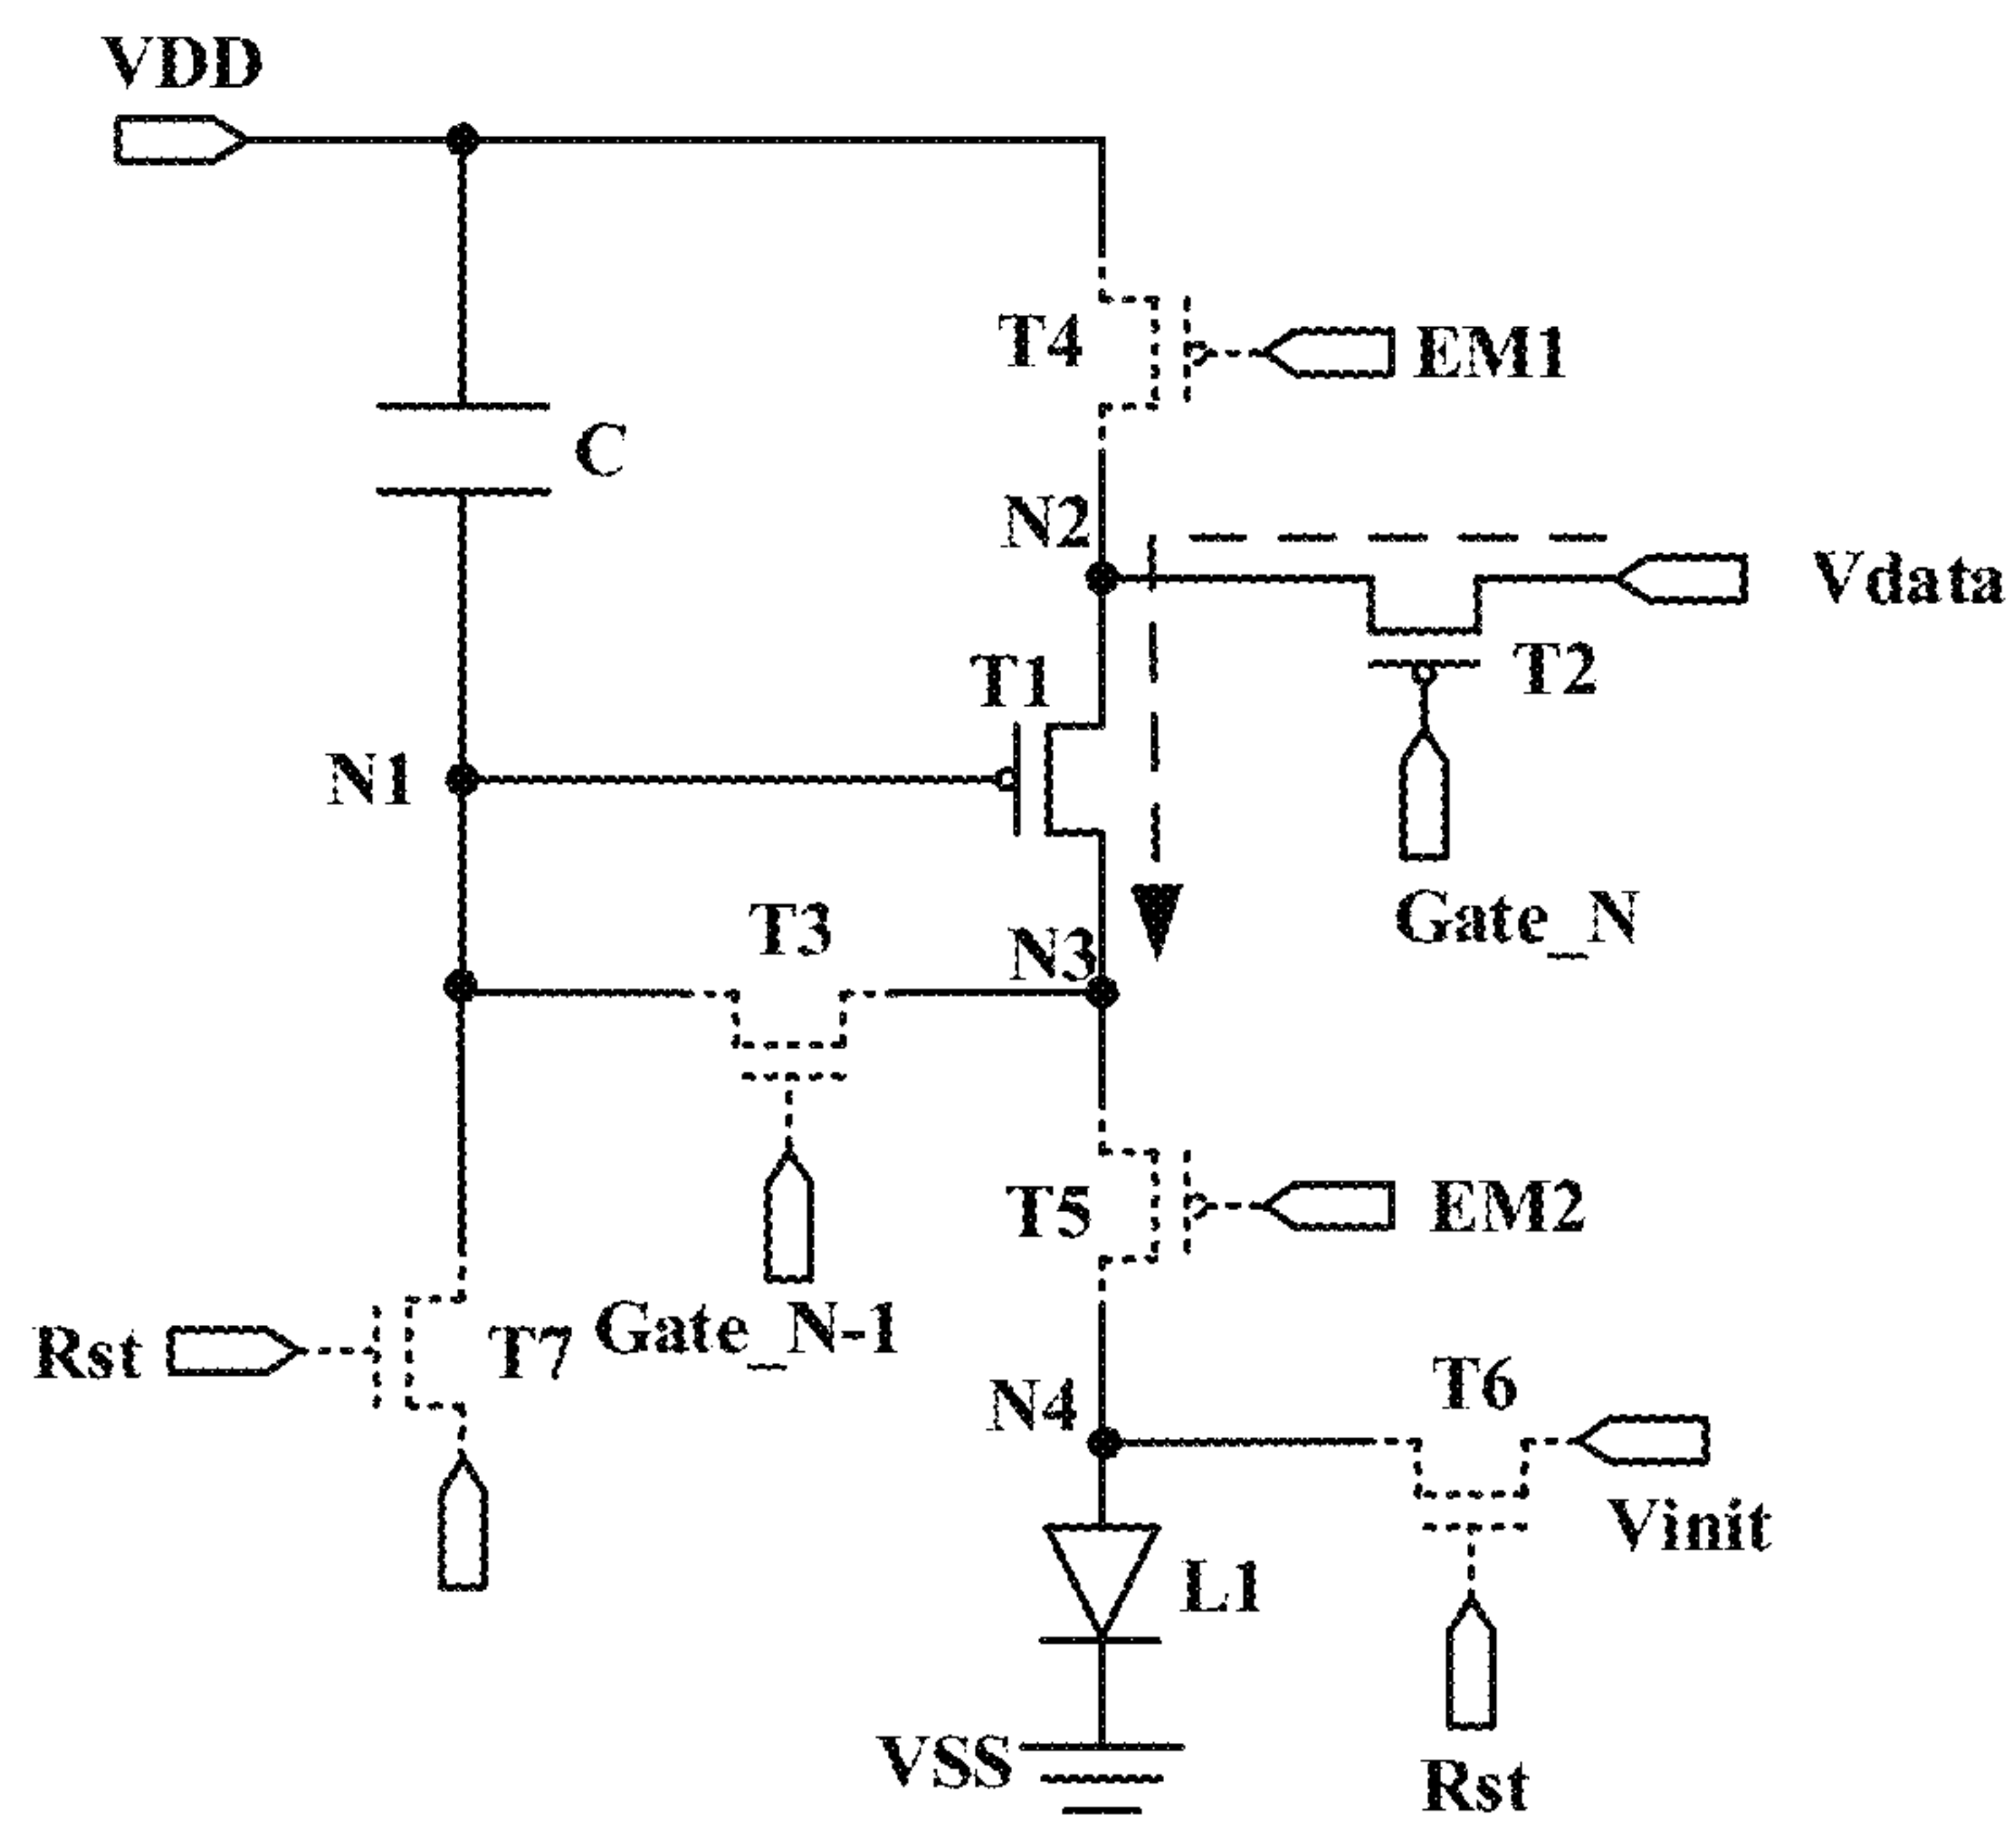 VDD
T4
EM1
C
N2
Vdata
T1
T2
N1
Gate_N
T3
N3
T5
EM2
Rst
T7
Gate_N-1
N4
T6
Vinit
L1
VSS
Rst